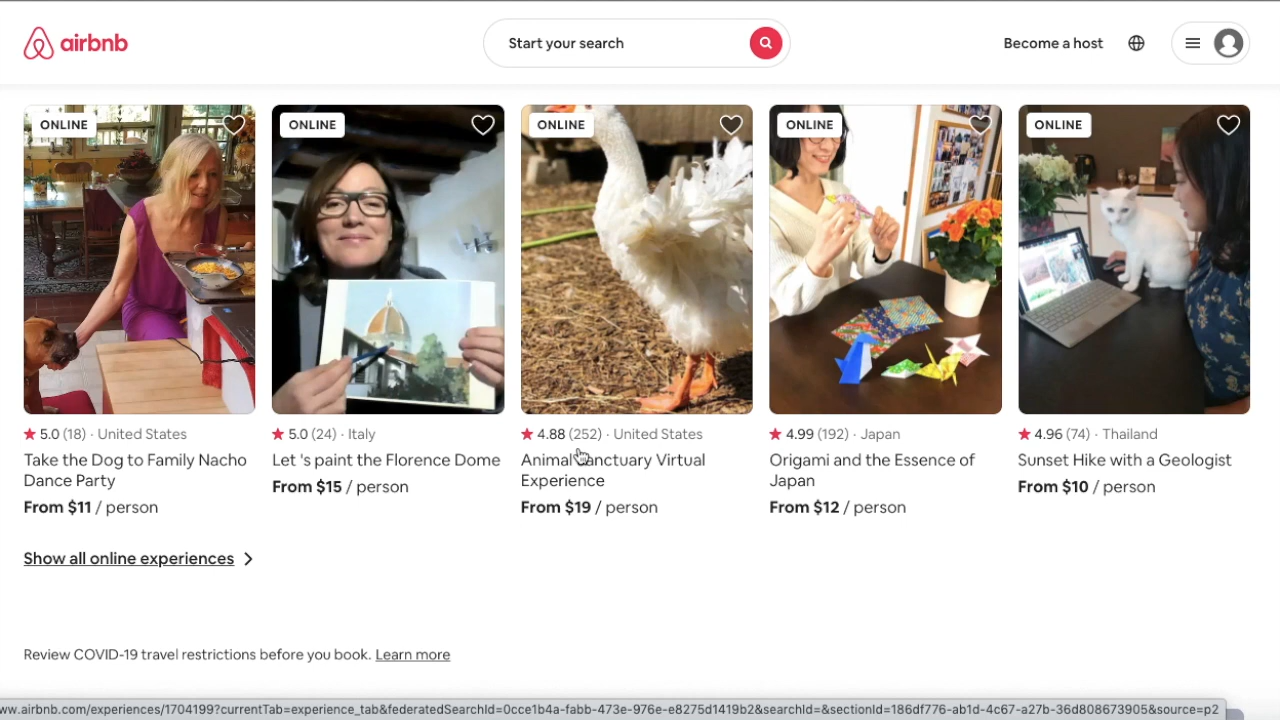 airbnb
Start your search
Become a host
ONLINE
ONLINE
ONLINE
ONLINE
ONLINE
5.0 (18) · United States
Take the Dog to Family Nacho
Dance Party
From $11 / person
5.0 (24) · Italy
Let 's paint the Florence Dome
From $15 / person
4.88 (252) · United States
Animal Sanctuary Virtual
Experience
From $19 / person
4.99 (192) · Japan
Origami and the Essence of
Japan
From $12 / person
4.96 (74) · Thailand
Sunset Hike with a Geologist
From $10 / person
Show all online experiences
Review COVID-19 travel restrictions before you book. Learn more
ww.airbnb.com/experiences/1704199?currentTab=experience_tab&federatedSearchId=0cce1b4a-fabb-473e-976e-e8275d1419b2&searchId=&sectionId=186df776-ab1d-4c67-a27b-36d808673905&source=p2